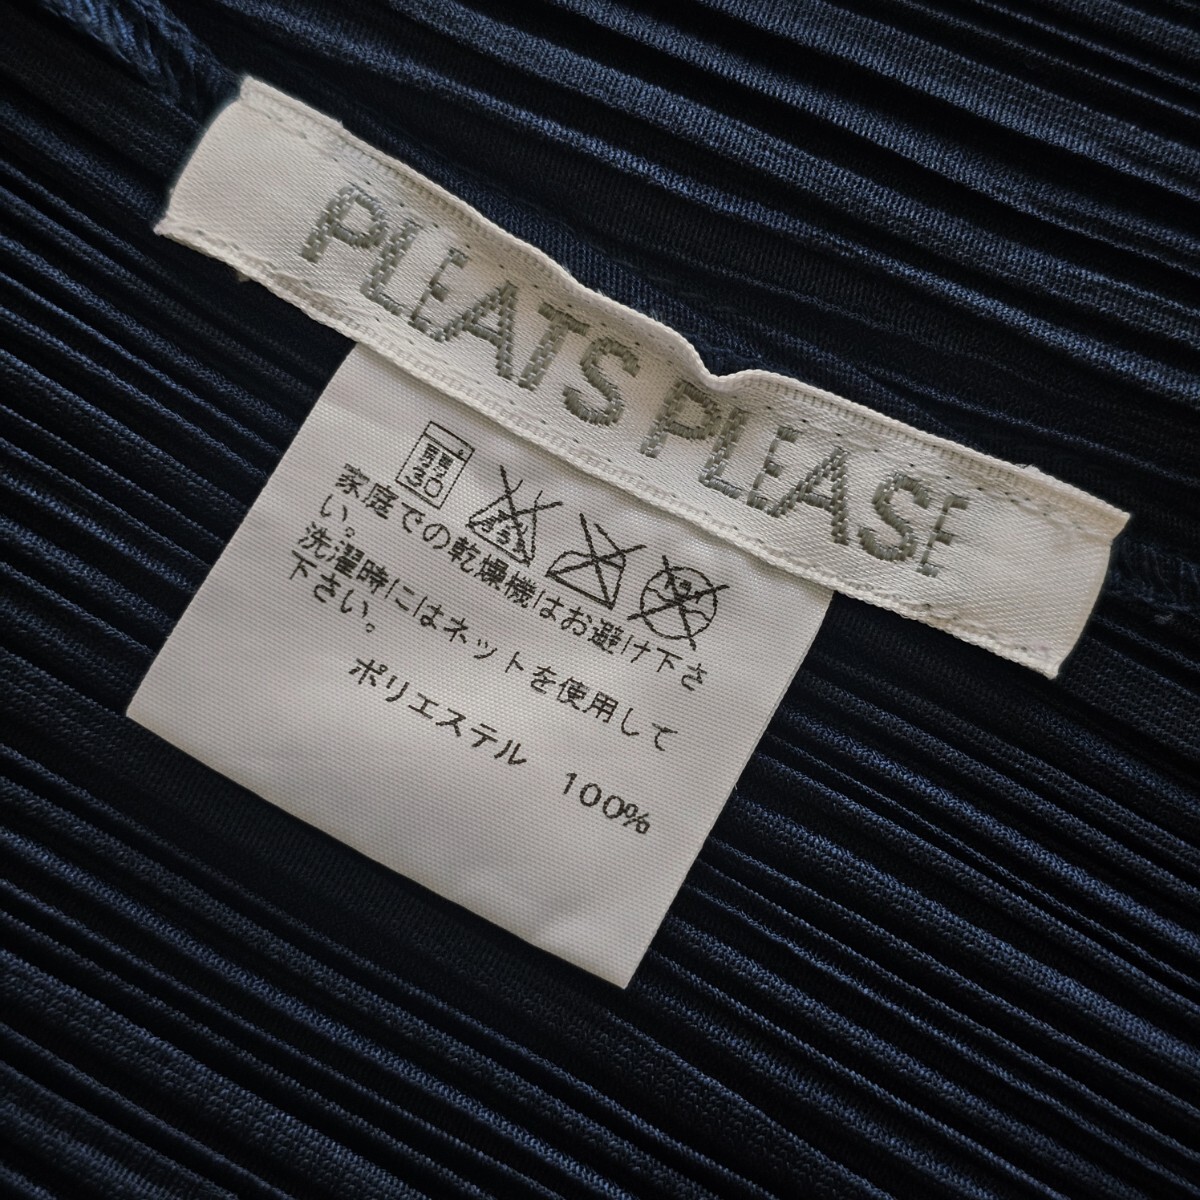 PLEATS PLEASE
弱
30
家庭での乾燥機はお避け下さ
い。
洗濯時にはネットを使用して
下さい。
ポリエステル 100%